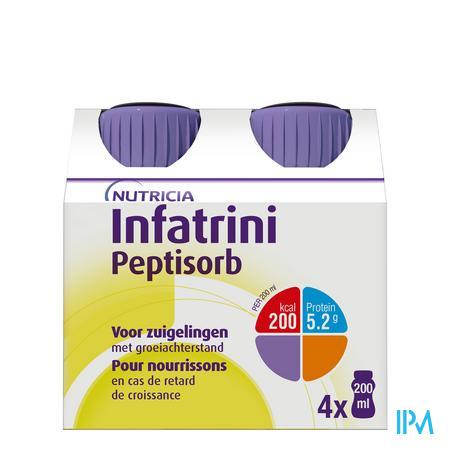 NUTRICIA
Infatrini
Peptisorb
PER 200 ml
kcal
200
Protein
5.2 g
Voor zuigelingen
met groeiachterstand
Pour nourrissons
en cas de retard
de croissance
4x
200
ml
IPM